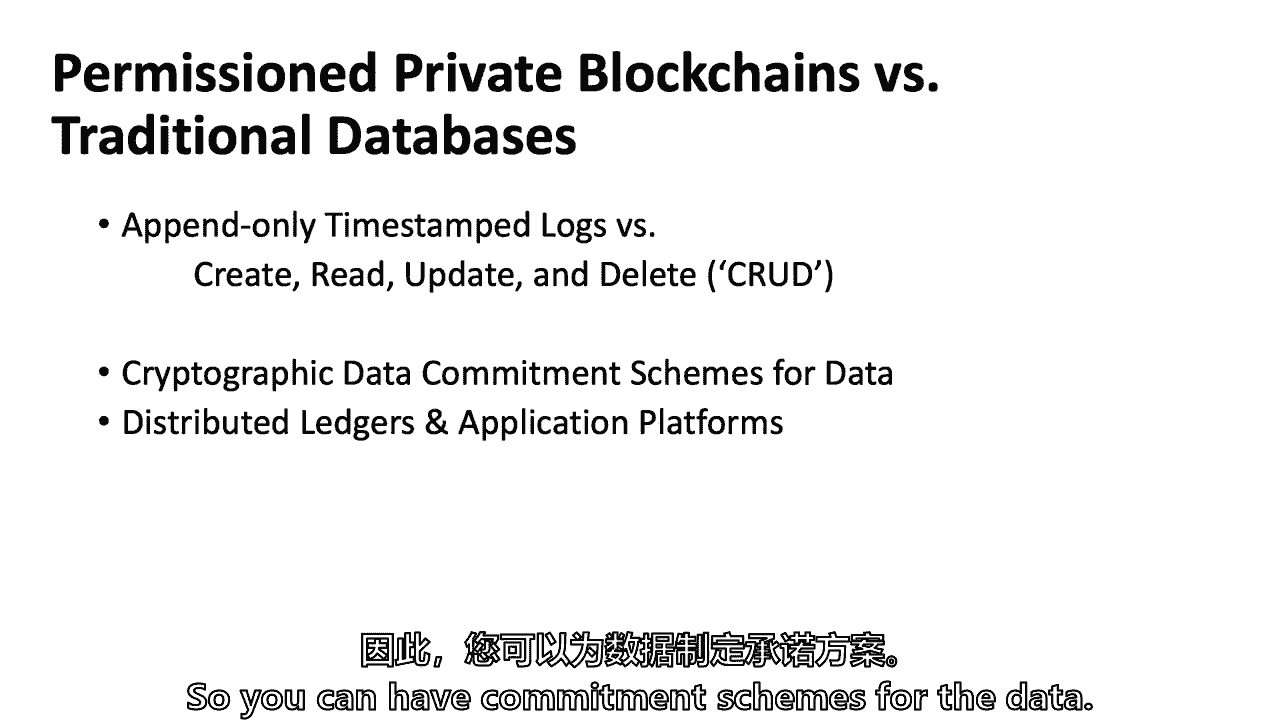 Permissioned Private Blockchains vs.
Traditional Databases
• Append-only Timestamped Logs vs.
Create, Read, Update, and Delete (‘CRUD’)
• Cryptographic Data Commitment Schemes for Data
• Distributed Ledgers & Application Platforms
因此，您可以为数据制定承诺方案。
So you can have commitment schemes for the data.